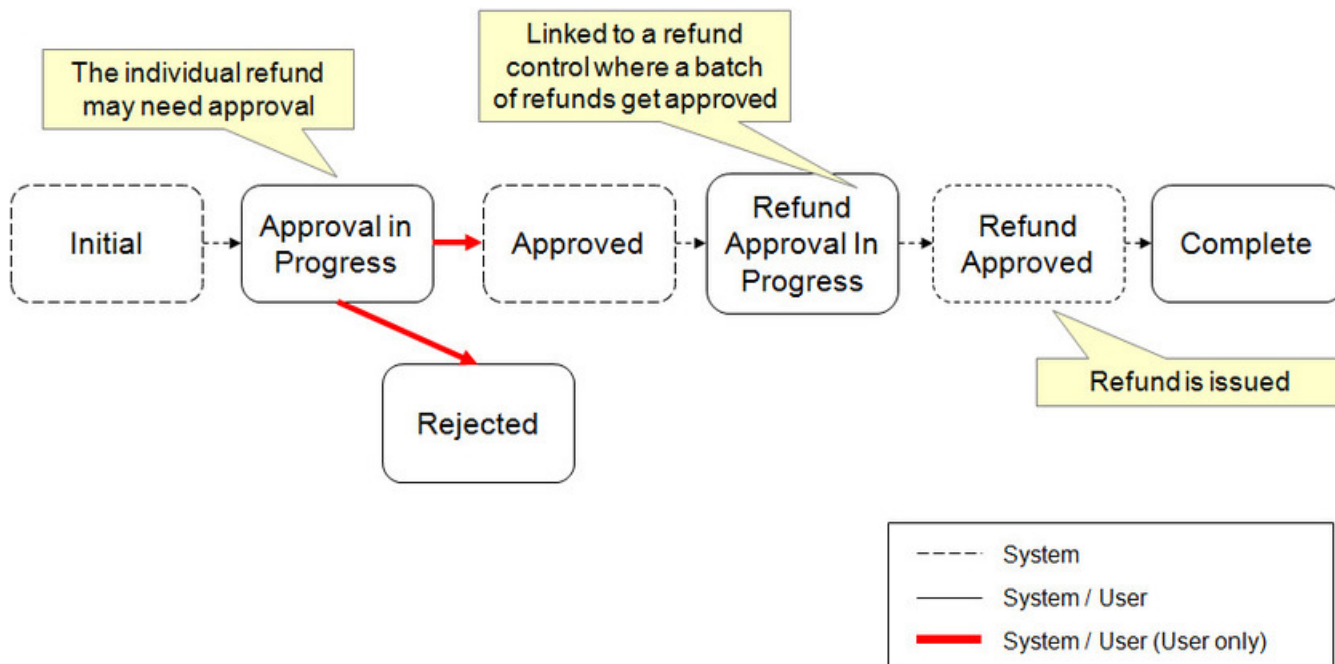 The individual refund
may need approval
Linked to a refund
control where a batch
of refunds get approved
Initial
Approval in
Progress
Approved
Refund
Approval In
Progress
Refund
Approved
Complete
Rejected
Refund is issued
System
System / User
System / User (User only)